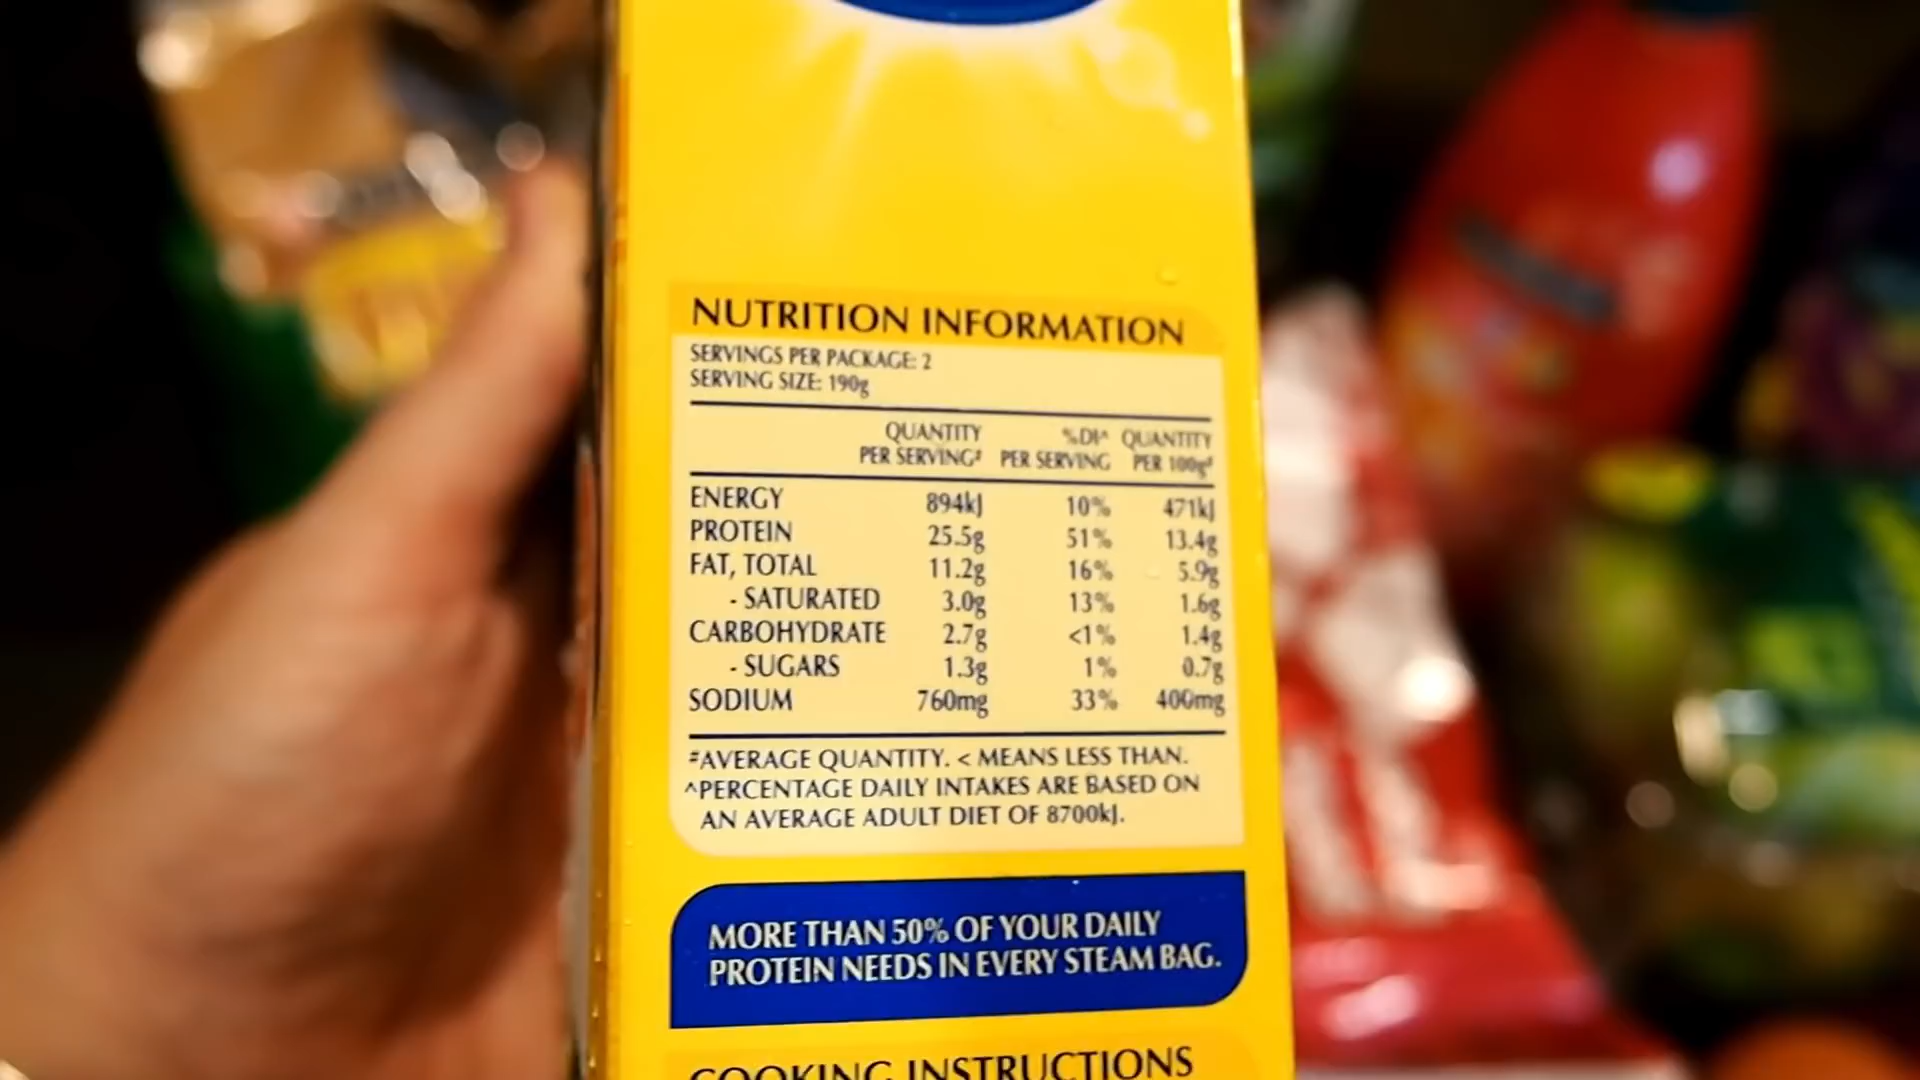 NUTRITION INFORMATION
SERVINGS PER PACKAGE: 2
SERVING SIZE: 190g
QUANTITY %DI^ QUANTITY
PER SERVING‡ PER SERVING PER 100g‡
ENERGY 894kJ 10% 471kJ
PROTEIN 25.5g 51% 13.4g
FAT, TOTAL 11.2g 16% 5.9g
- SATURATED 3.0g 13% 1.6g
CARBOHYDRATE 2.7g <1% 1.4g
- SUGARS 1.3g 1% 0.7g
SODIUM 760mg 33% 400mg
‡AVERAGE QUANTITY. < MEANS LESS THAN.
^PERCENTAGE DAILY INTAKES ARE BASED ON
AN AVERAGE ADULT DIET OF 8700kJ.
MORE THAN 50% OF YOUR DAILY
PROTEIN NEEDS IN EVERY STEAM BAG.
COOKING INSTRUCTIONS